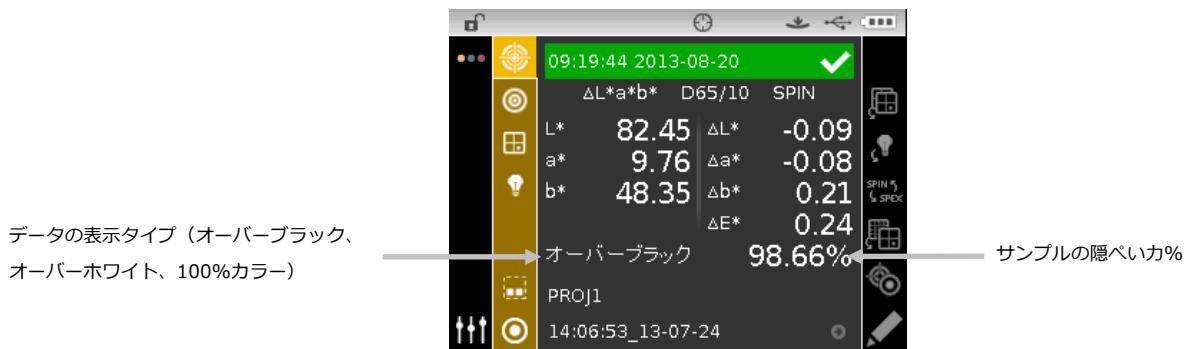 09:19:44 2013-08-20
ΔL*a*b* D65/10 SPIN
L* 82.45 ΔL* -0.09
a* 9.76 Δa* -0.08
b* 48.35 Δb* 0.21
ΔE* 0.24
オーバーブラック 98.66%
PROJ1
14:06:53_13-07-24
SPIN
SPEX
データの表示タイプ（オーバーブラック、
オーバーホワイト、100%カラー）
サンプルの隠ぺい力%